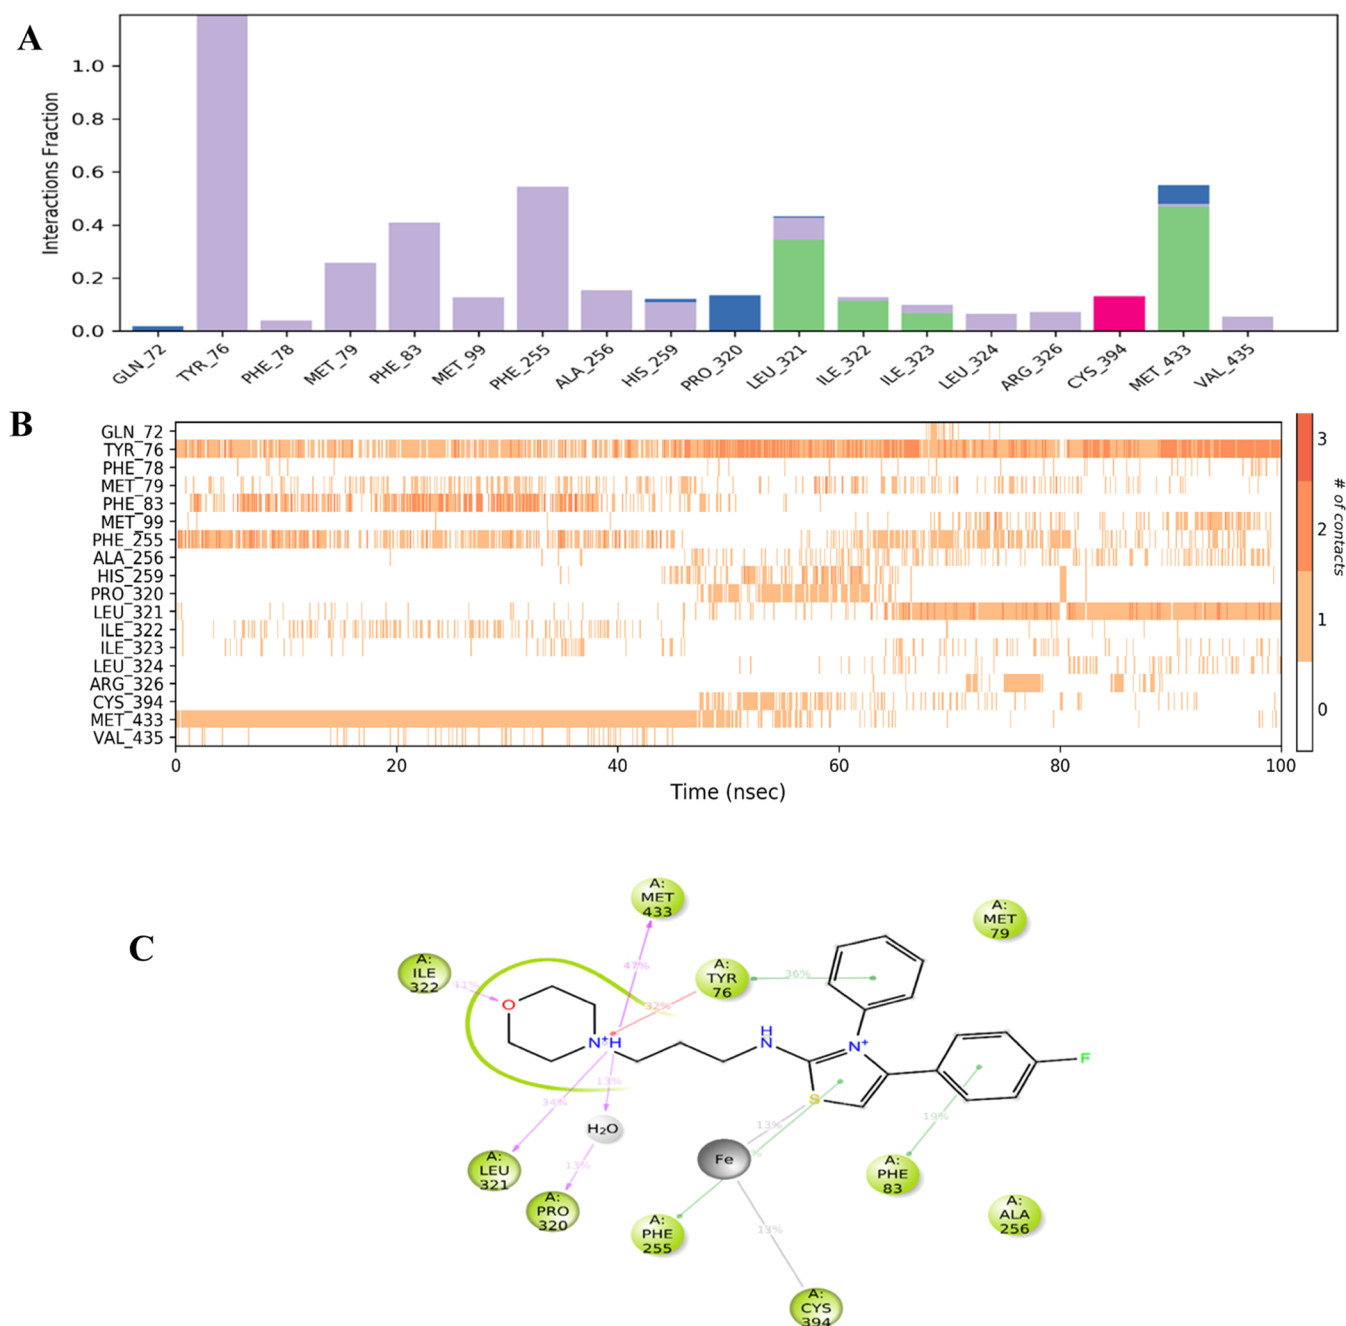 A
Interactions Fraction
1.0
0.8
0.6
0.4
0.2
0.0
GLN_72 TYR_76 PHE_78 MET_79 PHE_83 MET_99 PHE_255 ALA_256 HIS_259 PRO_320 LEU_321 ILE_322 ILE_323 LEU_324 ARG_326 CYS_394 MET_433 VAL_435
B
GLN_72
TYR_76
PHE_78
MET_79
PHE_83
MET_99
PHE_255
ALA_256
HIS_259
PRO_320
LEU_321
ILE_322
ILE_323
LEU_324
ARG_326
CYS_394
MET_433
VAL_435
0 20 40 60 80 100
Time (nsec)
3
2
1
0
# of contacts
C
A:
MET
433
A:
MET
79
A:
ILE
322
11%
O
47%
A:
TYR
76
36%
32%
N⁺H
H
N
N⁺
F
S
13%
34%
H₂O
13%
13%
%
19%
Fe
A:
LEU
321
A:
PRO
320
A:
PHE
255
A:
PHE
83
A:
ALA
256
13%
A:
CYS
394